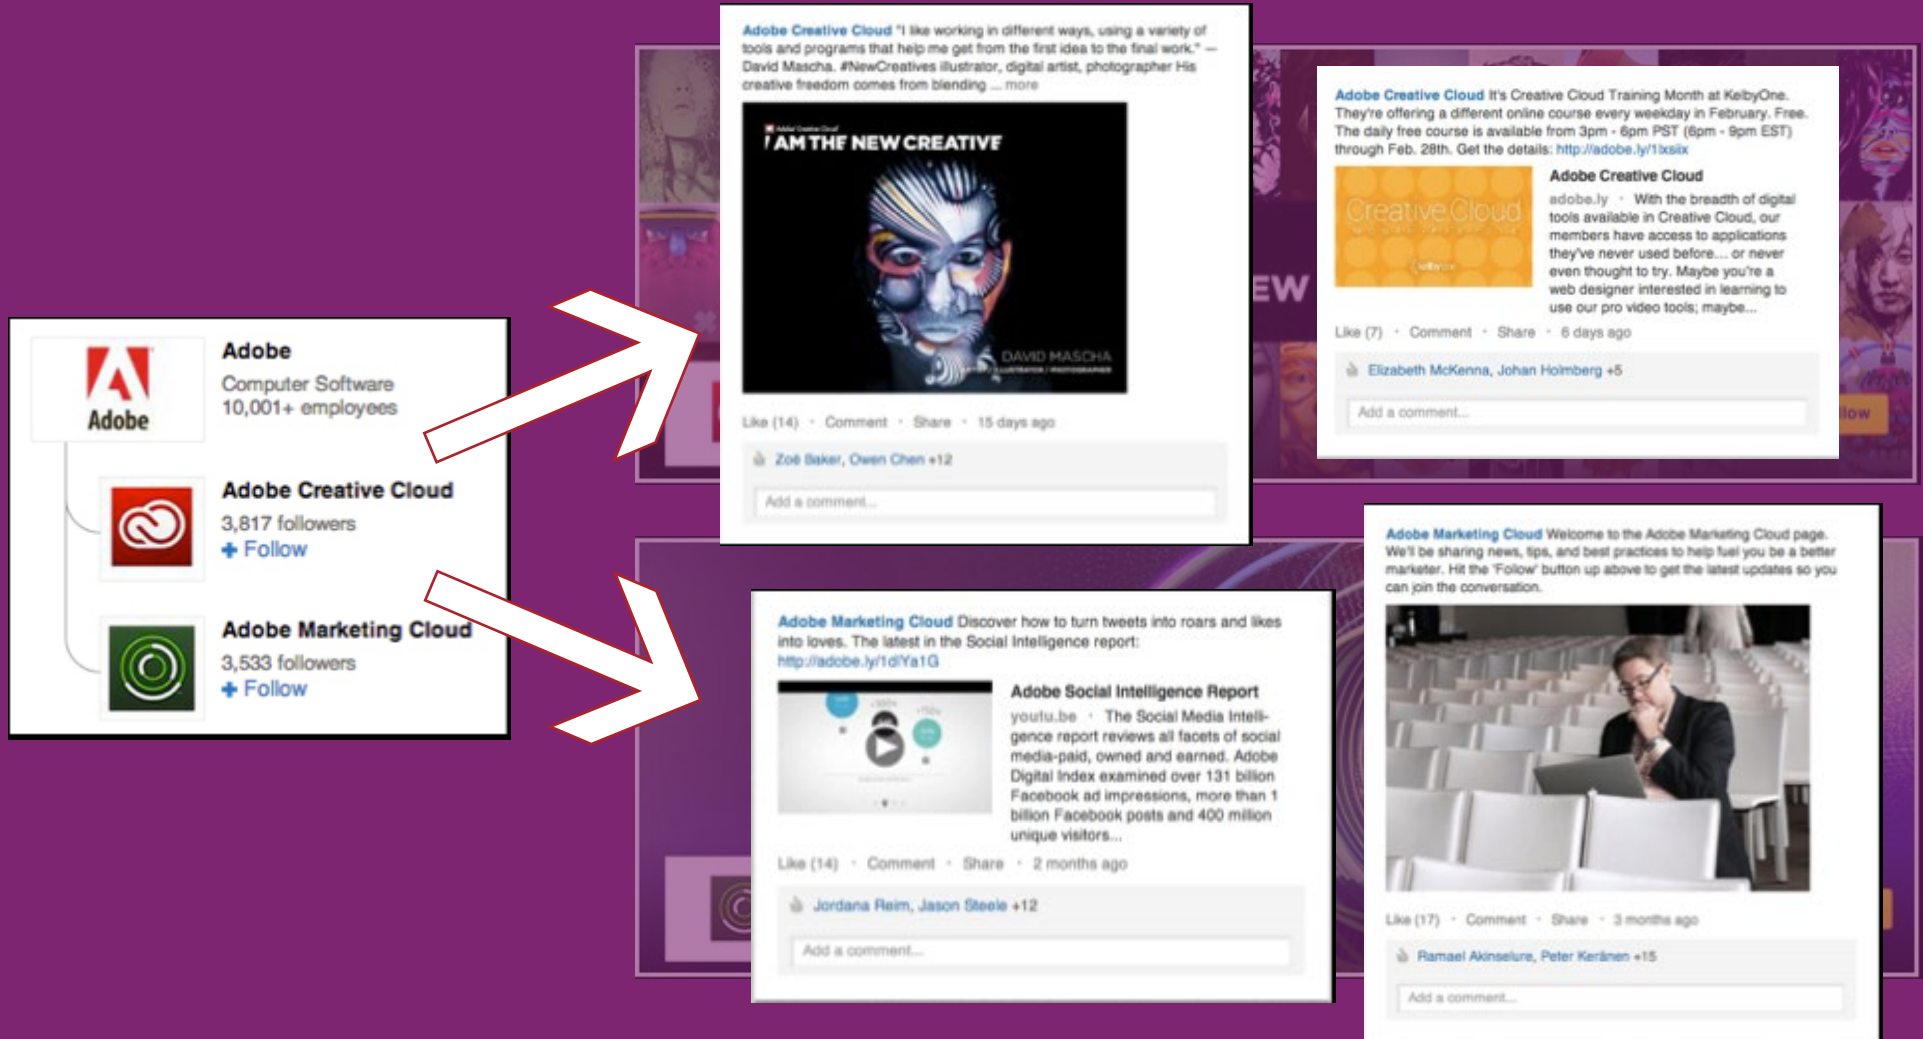 Adobe
Adobe
Computer Software
10,001+ employees
Adobe Creative Cloud
3,817 followers
+ Follow
Adobe Marketing Cloud
3,533 followers
+ Follow
Adobe Creative Cloud "I like working in different ways, using a variety of
tools and programs that help me get from the first idea to the final work." —
David Mascha. #NewCreatives illustrator, digital artist, photographer His
creative freedom comes from blending ... more
Adobe Creative Cloud
I AM THE NEW CREATIVE
DAVID MASCHA
ARTIST / ILLUSTRATOR / PHOTOGRAPHER
Like (14) · Comment · Share · 15 days ago
Zoë Baker, Owen Chen +12
Add a comment...
EW
Adobe Creative Cloud It's Creative Cloud Training Month at KelbyOne.
They're offering a different online course every weekday in February. Free.
The daily free course is available from 3pm - 6pm PST (6pm - 9pm EST)
through Feb. 28th. Get the details: http://adobe.ly/1lxsiix
Creative Cloud
kelbyone
Adobe Creative Cloud
adobe.ly · With the breadth of digital
tools available in Creative Cloud, our
members have access to applications
they've never used before... or never
even thought to try. Maybe you're a
web designer interested in learning to
use our pro video tools; maybe...
Like (7) · Comment · Share · 6 days ago
Elizabeth McKenna, Johan Holmberg +5
Add a comment...
low
Adobe Marketing Cloud Discover how to turn tweets into roars and likes
into loves. The latest in the Social Intelligence report:
http://adobe.ly/1dlYa1G
Adobe Social Intelligence Report
youtu.be · The Social Media Intelli-
gence report reviews all facets of social
media-paid, owned and earned. Adobe
Digital Index examined over 131 billion
Facebook ad impressions, more than 1
billion Facebook posts and 400 million
unique visitors...
Like (14) · Comment · Share · 2 months ago
Jordana Reim, Jason Steele +12
Add a comment...
Adobe Marketing Cloud Welcome to the Adobe Marketing Cloud page.
We'll be sharing news, tips, and best practices to help fuel you be a better
marketer. Hit the 'Follow' button up above to get the latest updates so you
can join the conversation.
Like (17) · Comment · Share · 3 months ago
Ramael Akinselure, Peter Keränen +15
Add a comment...